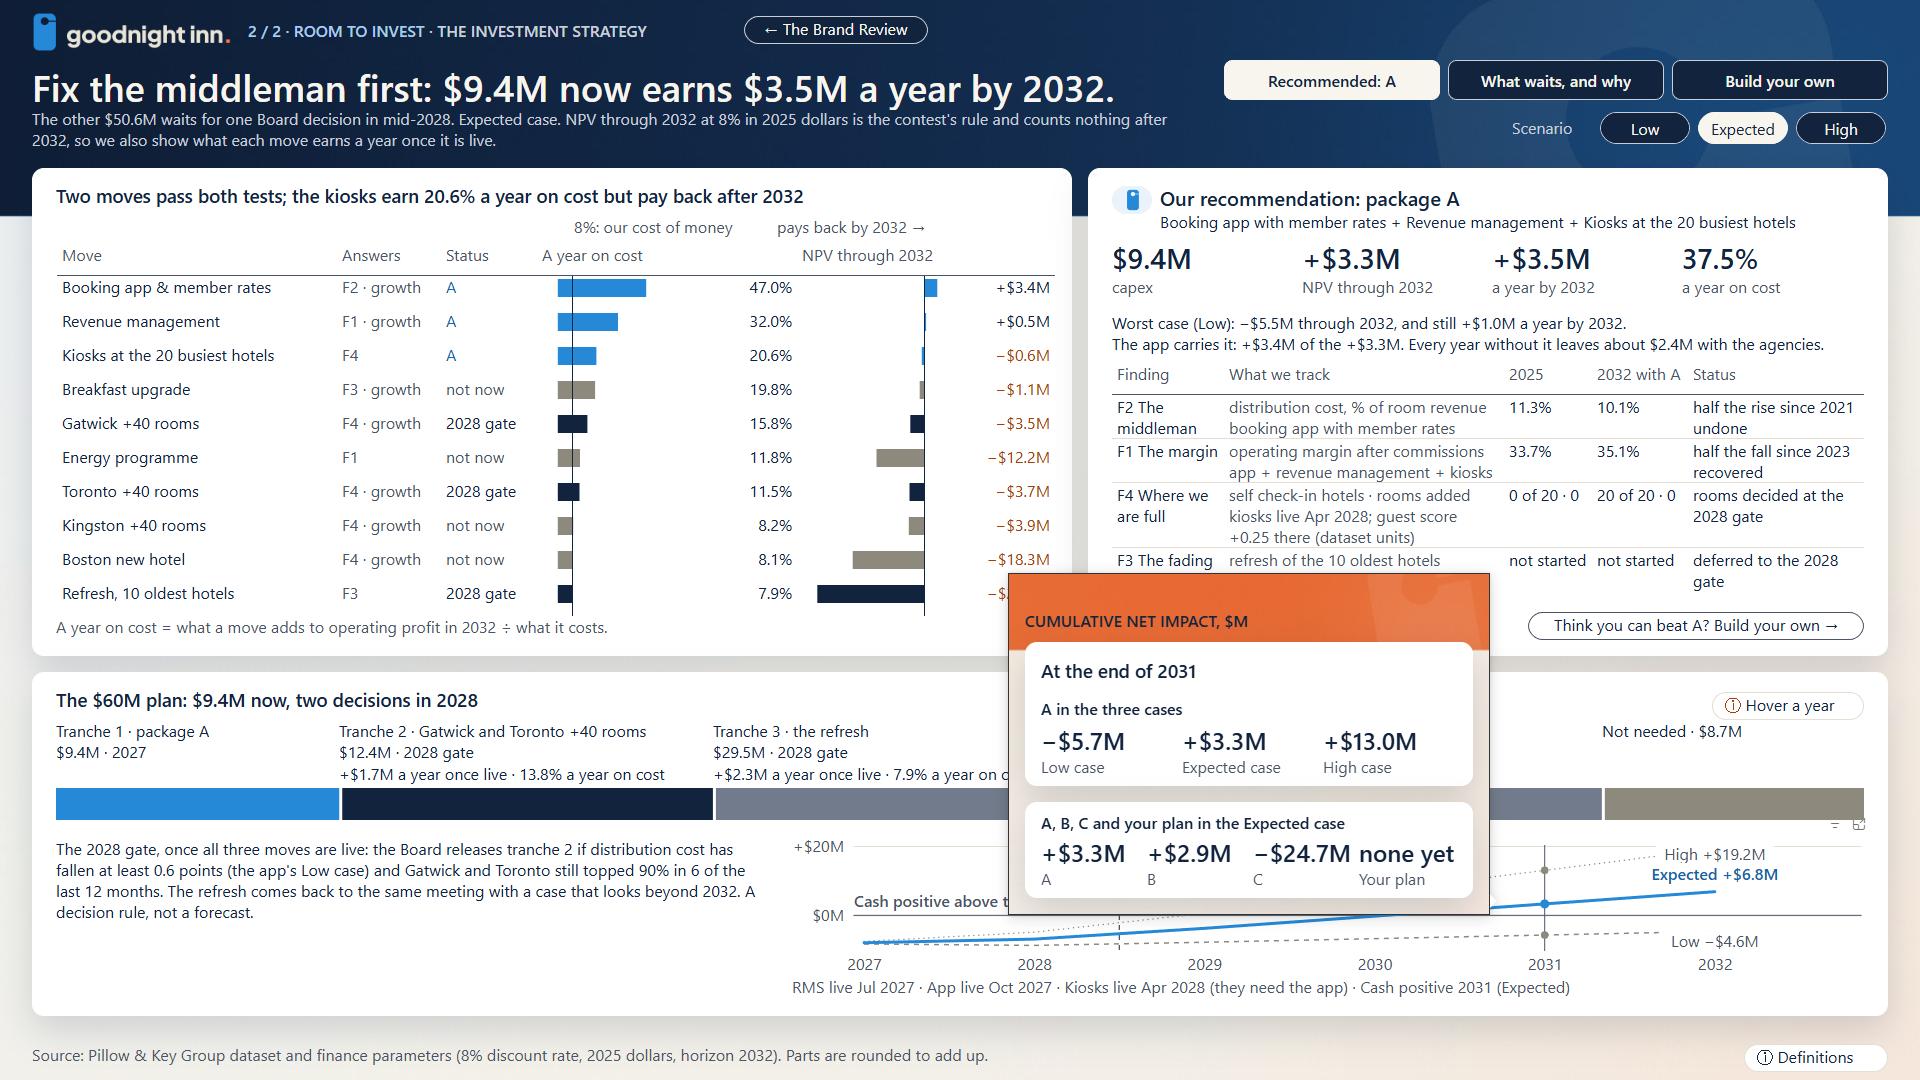 goodnight inn.
2 / 2 · ROOM TO INVEST · THE INVESTMENT STRATEGY
← The Brand Review
Fix the middleman first: $9.4M now earns $3.5M a year by 2032.
The other $50.6M waits for one Board decision in mid-2028. Expected case. NPV through 2032 at 8% in 2025 dollars is the contest's rule and counts nothing after
2032, so we also show what each move earns a year once it is live.
Recommended: A
What waits, and why
Build your own
Scenario
Low
Expected
High
Two moves pass both tests; the kiosks earn 20.6% a year on cost but pay back after 2032
8%: our cost of money
pays back by 2032 →
Move Answers Status A year on cost NPV through 2032
Booking app & member rates F2 · growth A 47.0% +$3.4M
Revenue management F1 · growth A 32.0% +$0.5M
Kiosks at the 20 busiest hotels F4 A 20.6% −$0.6M
Breakfast upgrade F3 · growth not now 19.8% −$1.1M
Gatwick +40 rooms F4 · growth 2028 gate 15.8% −$3.5M
Energy programme F1 not now 11.8% −$12.2M
Toronto +40 rooms F4 · growth 2028 gate 11.5% −$3.7M
Kingston +40 rooms F4 · growth not now 8.2% −$3.9M
Boston new hotel F4 · growth not now 8.1% −$18.3M
Refresh, 10 oldest hotels F3 2028 gate 7.9% −$
A year on cost = what a move adds to operating profit in 2032 ÷ what it costs.
Our recommendation: package A
Booking app with member rates + Revenue management + Kiosks at the 20 busiest hotels
$9.4M +$3.3M +$3.5M 37.5%
capex NPV through 2032 a year by 2032 a year on cost
Worst case (Low): −$5.5M through 2032, and still +$1.0M a year by 2032.
The app carries it: +$3.4M of the +$3.3M. Every year without it leaves about $2.4M with the agencies.
Finding What we track 2025 2032 with A Status
F2 The distribution cost, % of room revenue 11.3% 10.1% half the rise since 2021
middleman booking app with member rates undone
F1 The margin operating margin after commissions 33.7% 35.1% half the fall since 2023
app + revenue management + kiosks recovered
F4 Where we self check-in hotels · rooms added 0 of 20 · 0 20 of 20 · 0 rooms decided at the
are full kiosks live Apr 2028; guest score 2028 gate
+0.25 there (dataset units)
F3 The fading refresh of the 10 oldest hotels not started not started deferred to the 2028
gate
Think you can beat A? Build your own →
The $60M plan: $9.4M now, two decisions in 2028
ⓘ Hover a year
Tranche 1 · package A
$9.4M · 2027
Tranche 2 · Gatwick and Toronto +40 rooms
$12.4M · 2028 gate
+$1.7M a year once live · 13.8% a year on cost
Tranche 3 · the refresh
$29.5M · 2028 gate
+$2.3M a year once live · 7.9% a year on c
Not needed · $8.7M
The 2028 gate, once all three moves are live: the Board releases tranche 2 if distribution cost has
fallen at least 0.6 points (the app's Low case) and Gatwick and Toronto still topped 90% in 6 of the
last 12 months. The refresh comes back to the same meeting with a case that looks beyond 2032. A
decision rule, not a forecast.
CUMULATIVE NET IMPACT, $M
At the end of 2031
A in the three cases
−$5.7M +$3.3M +$13.0M
Low case Expected case High case
A, B, C and your plan in the Expected case
+$3.3M +$2.9M −$24.7M none yet
A B C Your plan
+$20M
High +$19.2M
Expected +$6.8M
Cash positive above t
$0M
Low −$4.6M
2027 2028 2029 2030 2031 2032
RMS live Jul 2027 · App live Oct 2027 · Kiosks live Apr 2028 (they need the app) · Cash positive 2031 (Expected)
Source: Pillow & Key Group dataset and finance parameters (8% discount rate, 2025 dollars, horizon 2032). Parts are rounded to add up.
ⓘ Definitions